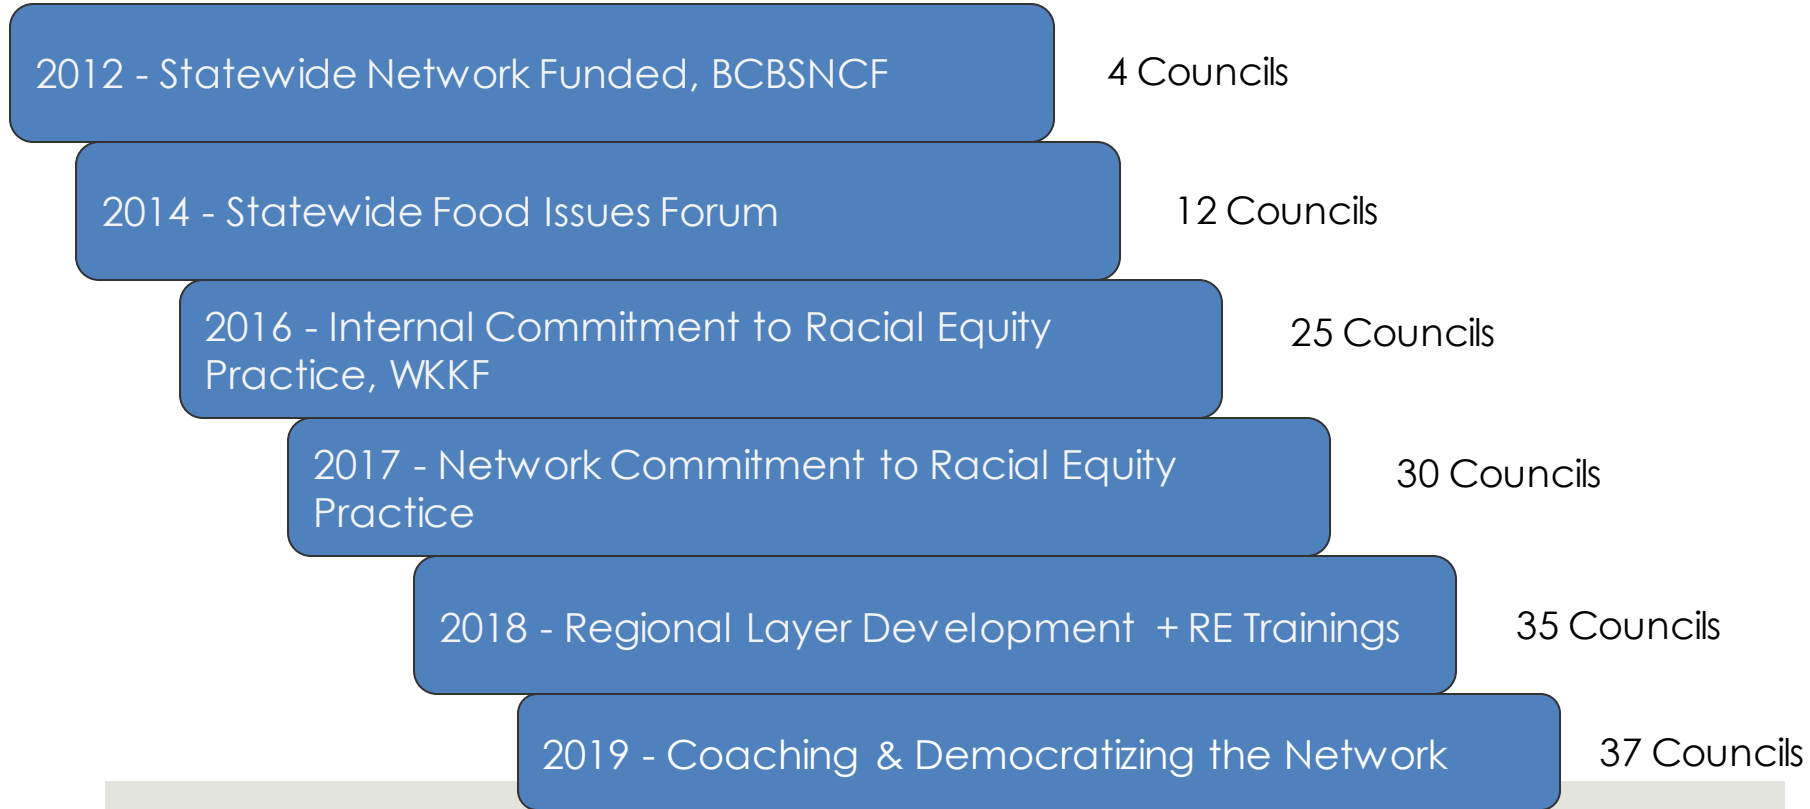 2012 - Statewide Network Funded, BCBSNCF
4 Councils
2014 - Statewide Food Issues Forum
12 Councils
2016 - Internal Commitment to Racial Equity
Practice, WKKF
25 Councils
2017 - Network Commitment to Racial Equity
Practice
30 Councils
2018 - Regional Layer Development + RE Trainings
35 Councils
2019 - Coaching & Democratizing the Network
37 Councils